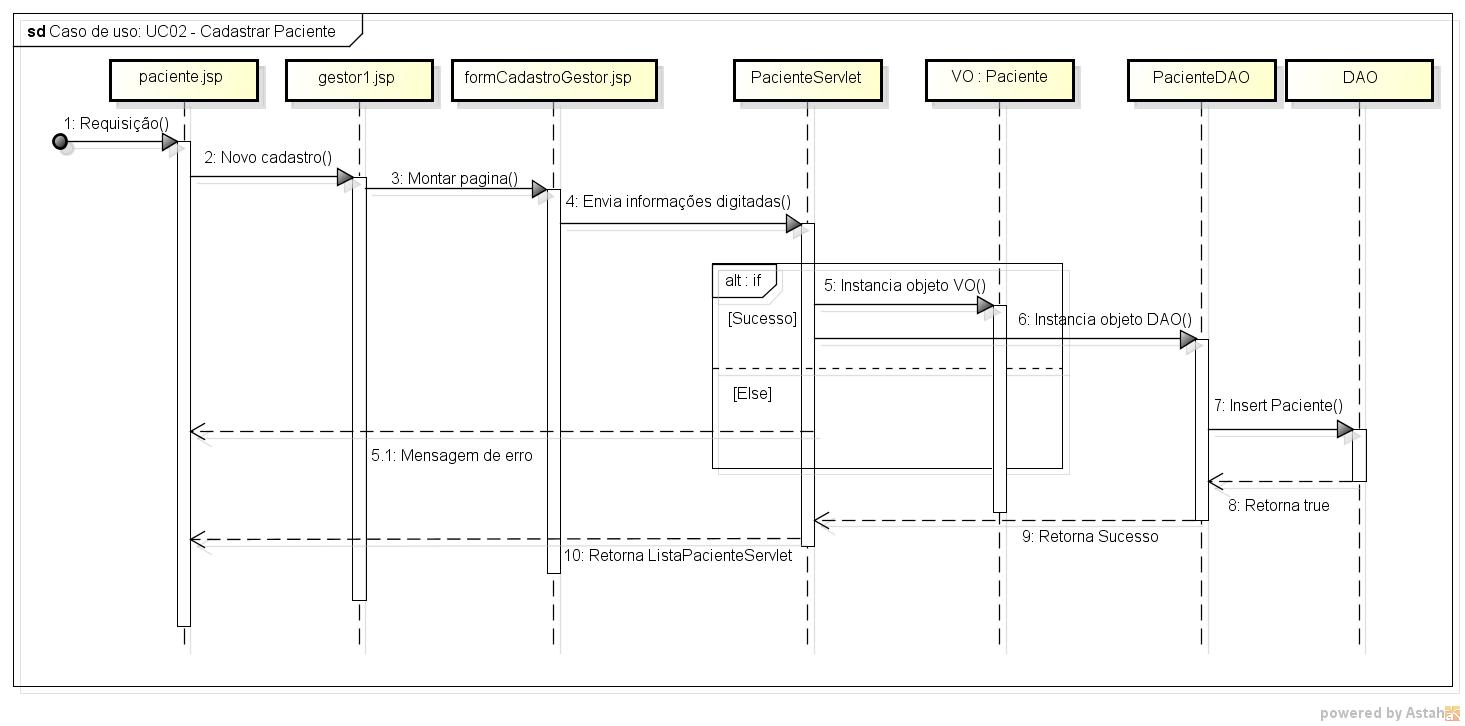 sd Caso de uso: UC02 - Cadastrar Paciente
paciente.jsp
gestor1.jsp
formCadastroGestor.jsp
PacienteServlet
VO : Paciente
PacienteDAO
DAO
1: Requisição()
2: Novo cadastro()
3: Montar pagina()
4: Envia informações digitadas()
alt : if
5: Instancia objeto VO()
[Sucesso]
6: Instancia objeto DAO()
[Else]
7: Insert Paciente()
5.1: Mensagem de erro
8: Retorna true
9: Retorna Sucesso
10: Retorna ListaPacienteServlet
powered by Astah